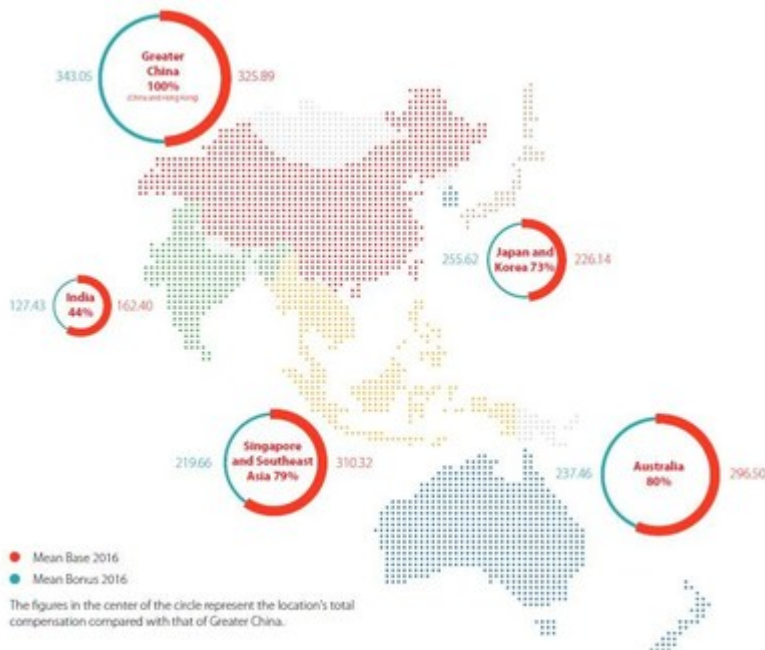 Greater
China
100%
(China and Hong Kong)
343.05
325.89
255.62
Japan and
Korea 73%
226.14
127.43
India
44%
162.40
219.66
Singapore
and Southeast
Asia 79%
310.32
237.46
Australia
80%
296.50
Mean Base 2016
Mean Bonus 2016
The figures in the center of the circle represent the location's total
compensation compared with that of Greater China.